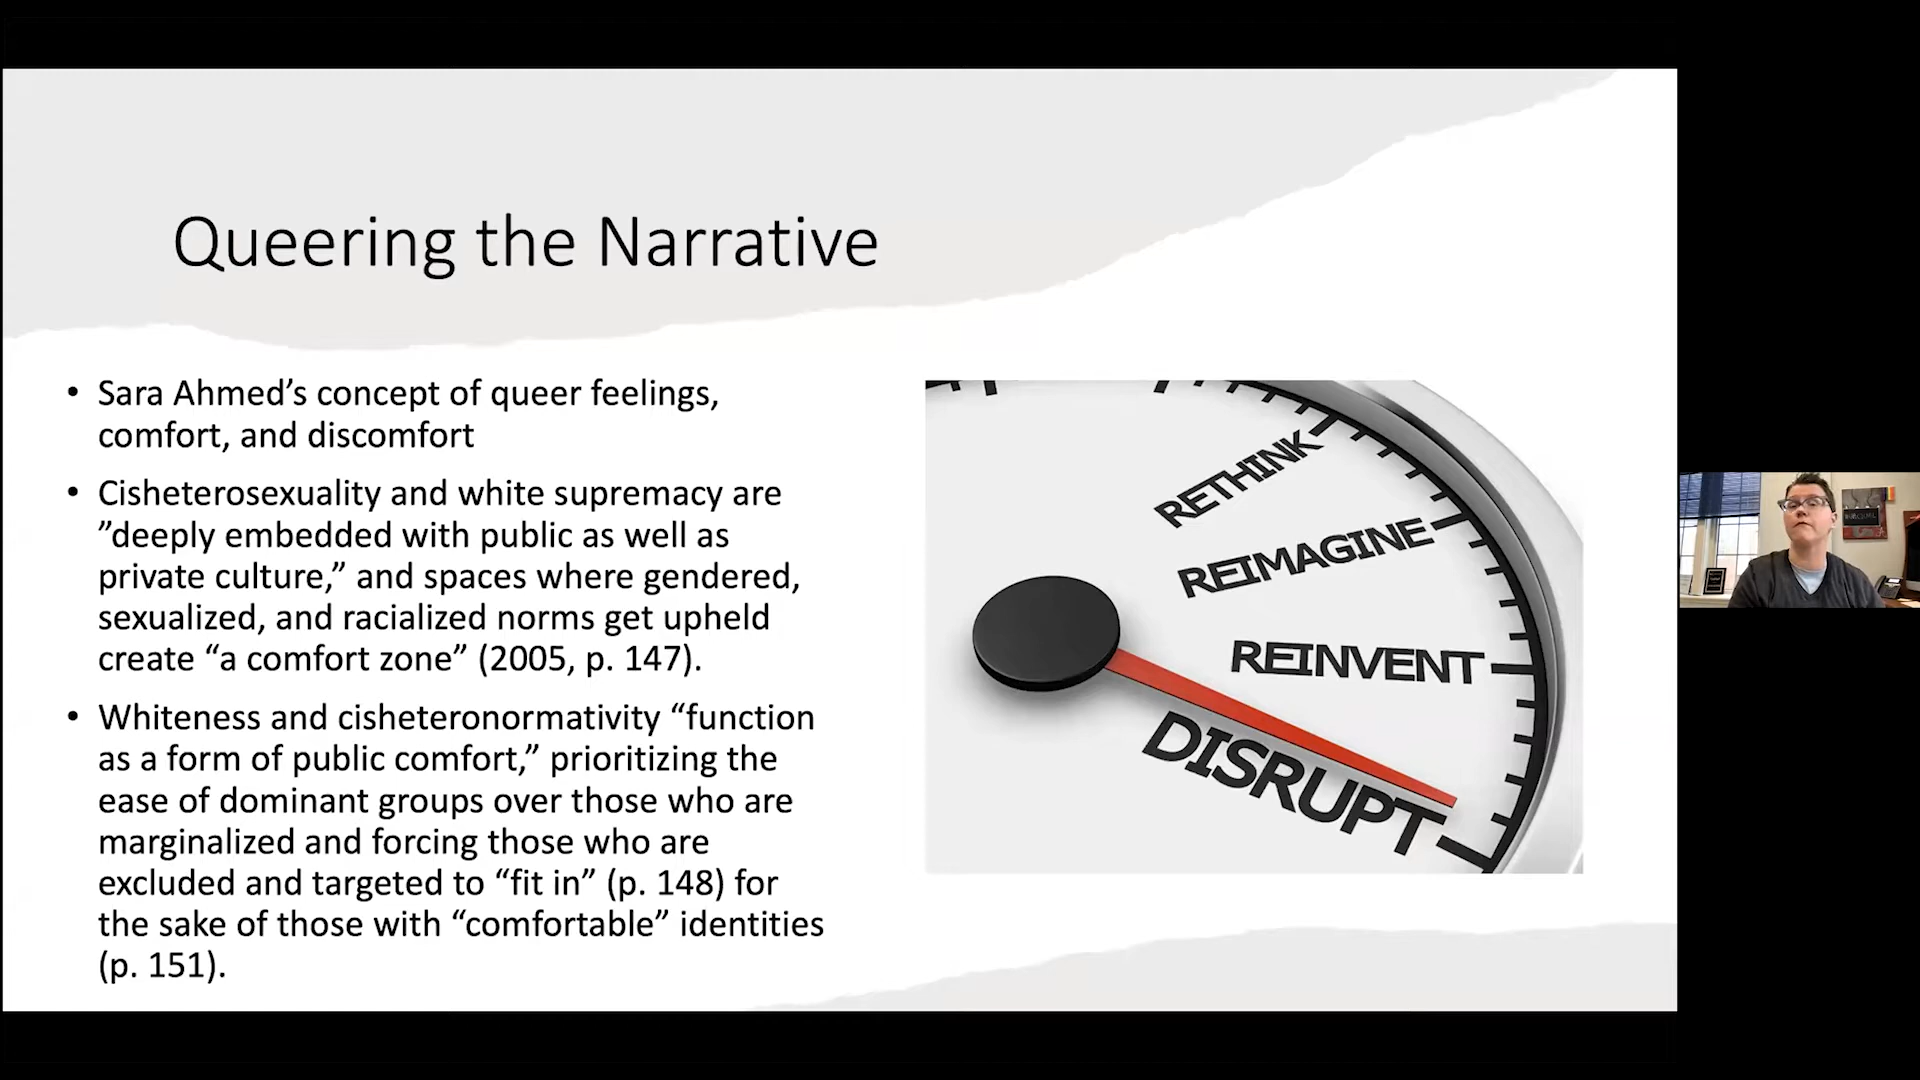 Queering the Narrative
• Sara Ahmed’s concept of queer feelings,
comfort, and discomfort
• Cisheterosexuality and white supremacy are
”deeply embedded with public as well as
private culture,” and spaces where gendered,
sexualized, and racialized norms get upheld
create “a comfort zone” (2005, p. 147).
• Whiteness and cisheteronormativity “function
as a form of public comfort,” prioritizing the
ease of dominant groups over those who are
marginalized and forcing those who are
excluded and targeted to “fit in” (p. 148) for
the sake of those with “comfortable” identities
(p. 151).
RETHINK
REIMAGINE
REINVENT
DISRUPT